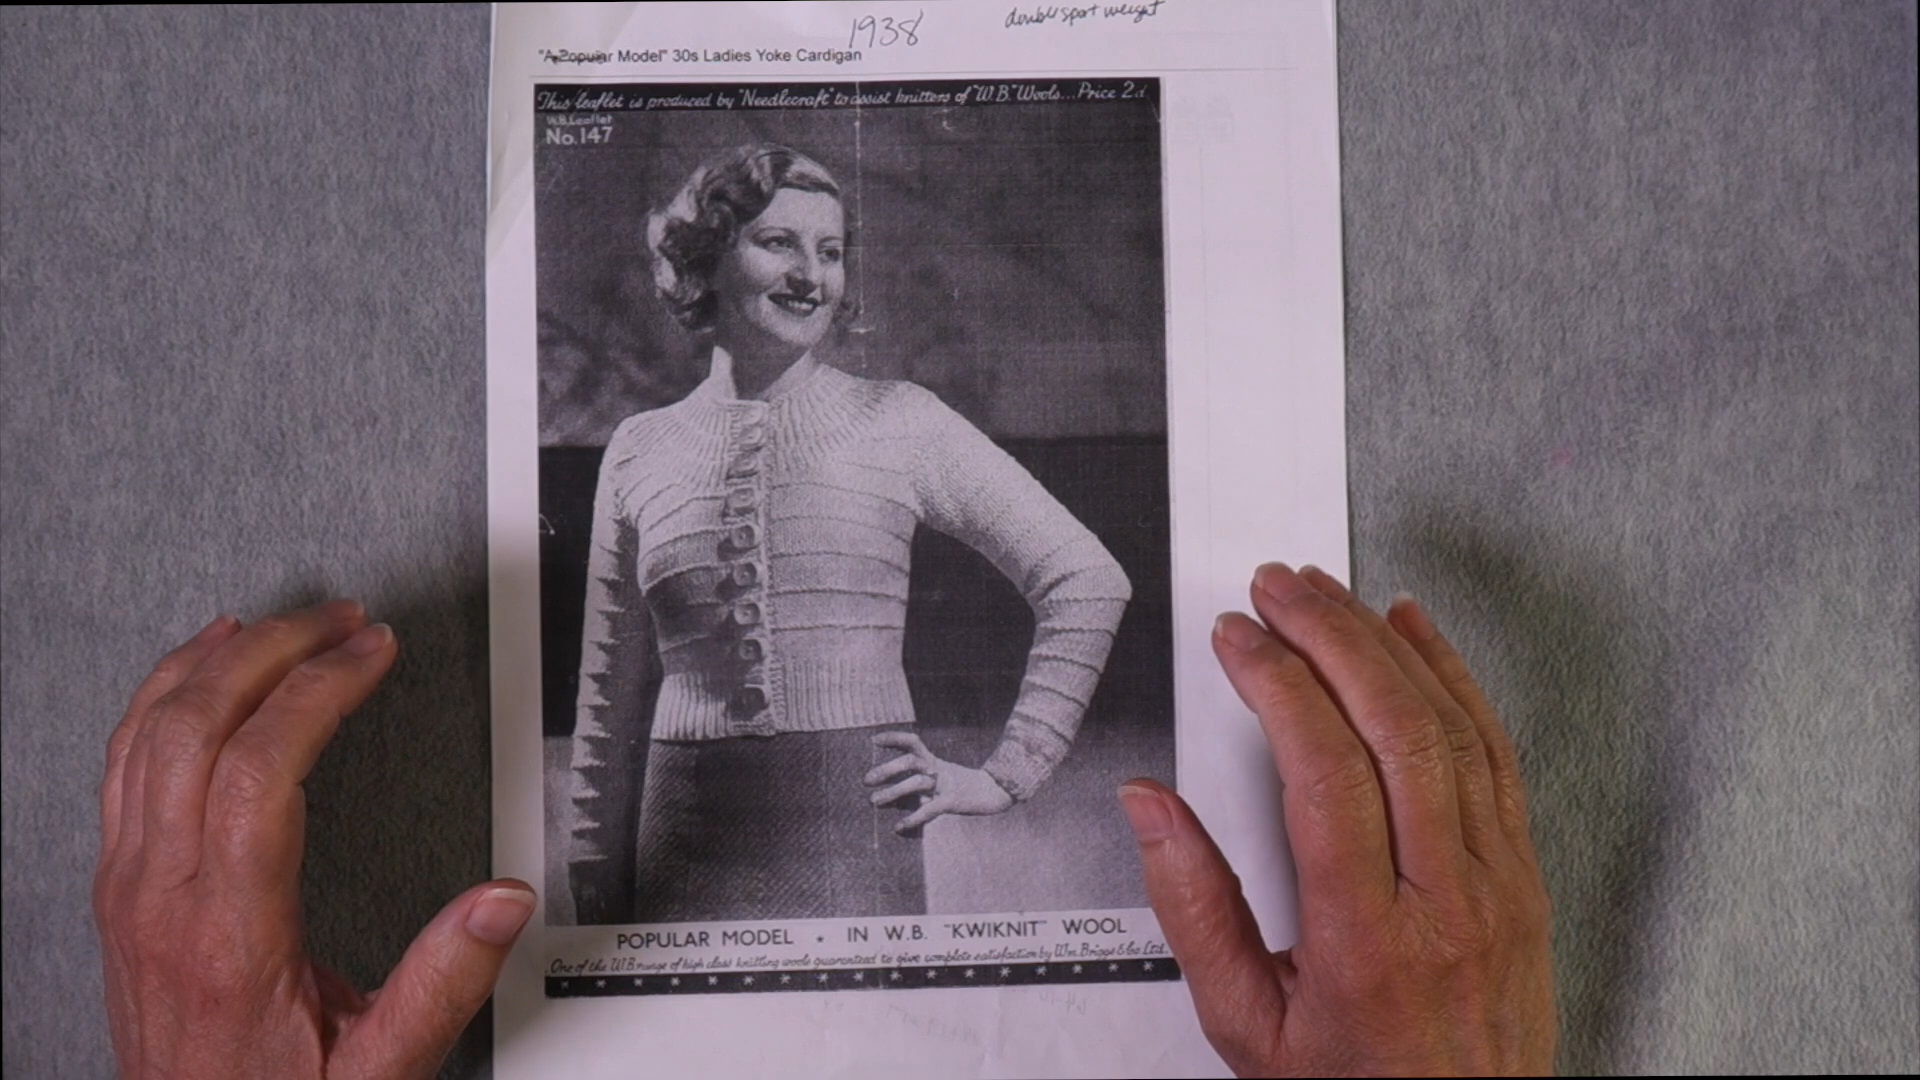 1938
double sport weight
"A Popular Model" 30s Ladies Yoke Cardigan
This leaflet is produced by "Needlecraft" to assist knitters of "W.B." Wools...Price 2d.
W.B. Leaflet
No. 147
POPULAR MODEL * IN W.B. "KWIKNIT" WOOL
One of the W.B. range of high class knitting wools guaranteed to give complete satisfaction by Wm. Briggs & Co. Ltd.